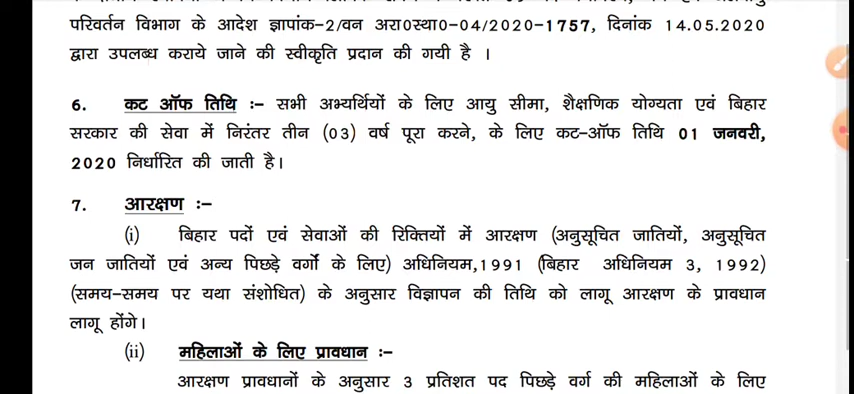 परिवर्तन विभाग के आदेश ज्ञापांक-2/वन अरा0स्था0-04/2020-1757, दिनांक 14.05.2020
द्वारा उपलब्ध कराये जाने की स्वीकृति प्रदान की गयी है ।
6. कट ऑफ तिथि :– सभी अभ्यर्थियों के लिए आयु सीमा, शैक्षणिक योग्यता एवं बिहार
सरकार की सेवा में निरंतर तीन (03) वर्ष पूरा करने, के लिए कट-ऑफ तिथि 01 जनवरी,
2020 निर्धारित की जाती है।
7. आरक्षण :–
(i) बिहार पदों एवं सेवाओं की रिक्तियों में आरक्षण (अनुसूचित जातियों, अनुसूचित
जन जातियों एवं अन्य पिछड़े वर्गों के लिए) अधिनियम,1991 (बिहार अधिनियम 3, 1992)
(समय-समय पर यथा संशोधित) के अनुसार विज्ञापन की तिथि को लागू आरक्षण के प्रावधान
लागू होंगे।
(ii) महिलाओं के लिए प्रावधान :–
आरक्षण प्रावधानों के अनुसार 3 प्रतिशत पद पिछड़े वर्ग की महिलाओं के लिए